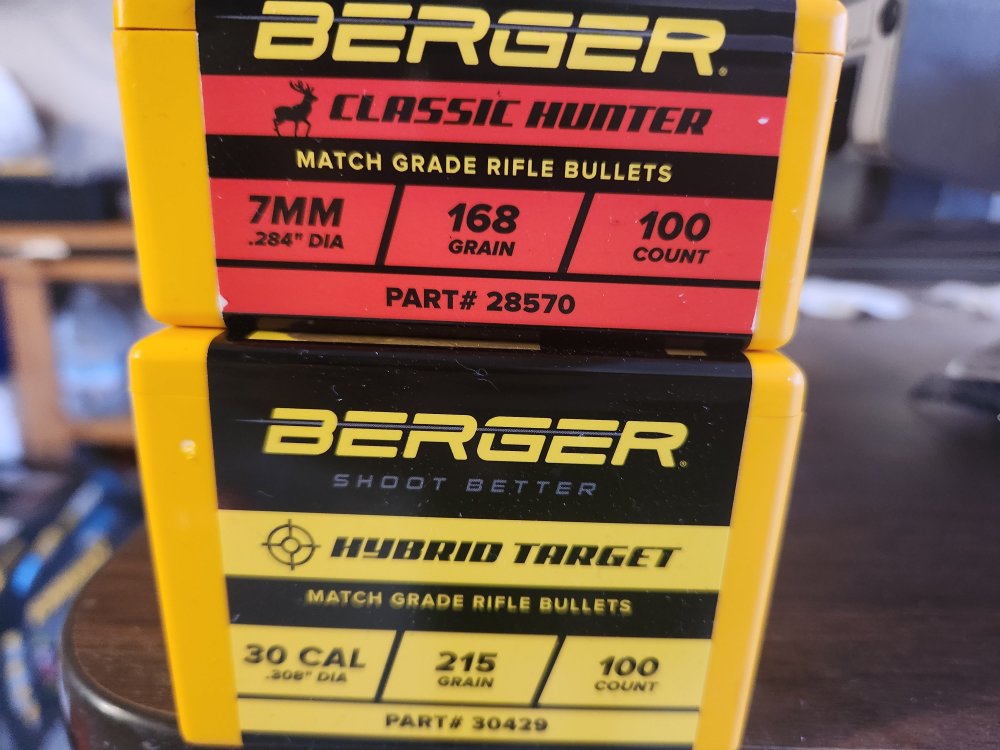 BERGER.
CLASSIC HUNTER
MATCH GRADE RIFLE BULLETS
7MM 168 100
.284" DIA GRAIN COUNT
PART# 28570
BERGER.
SHOOT BETTER
HYBRID TARGET
MATCH GRADE RIFLE BULLETS
30 CAL 215 100
.308" DIA GRAIN COUNT
PART# 30429